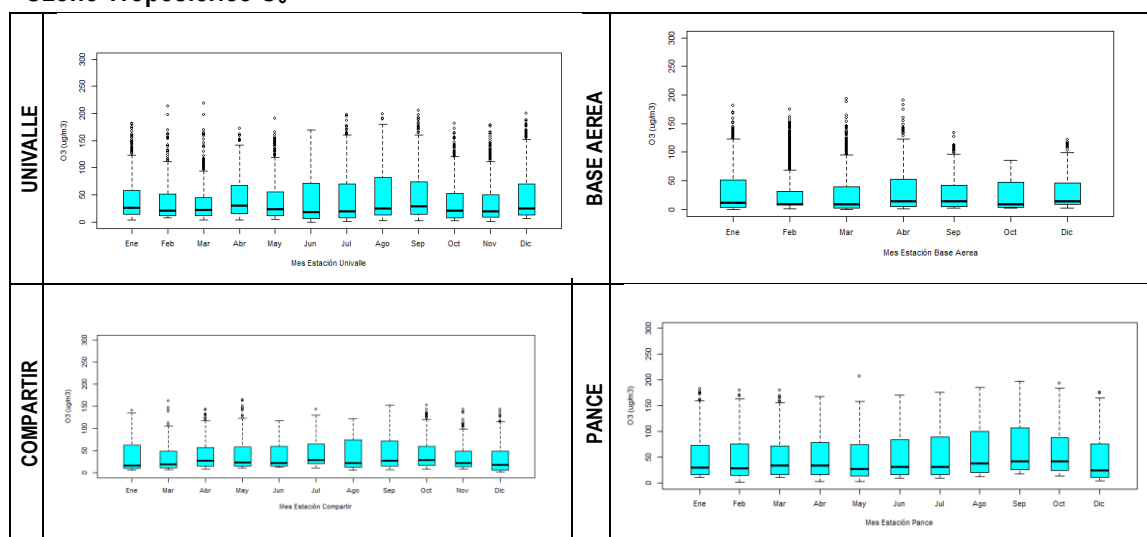 Ozono Troposférico O₃
UNIVALLE
O3 (ug/m3)
300
250
200
150
100
50
0
Ene Feb Mar Abr May Jun Jul Ago Sep Oct Nov Dic
Mes Estación Univalle
BASE AEREA
O3 (ug/m3)
300
250
200
150
100
50
0
Ene Feb Mar Abr Sep Oct Dic
Mes Estación Base Aerea
COMPARTIR
O3 (ug/m3)
300
250
200
150
100
50
0
Ene Mar Abr May Jun Jul Ago Sep Oct Nov Dic
Mes Estación Compartir
PANCE
O3 (ug/m3)
300
250
200
150
100
50
0
Ene Feb Mar Abr May Jun Jul Ago Sep Oct Dic
Mes Estación Pance